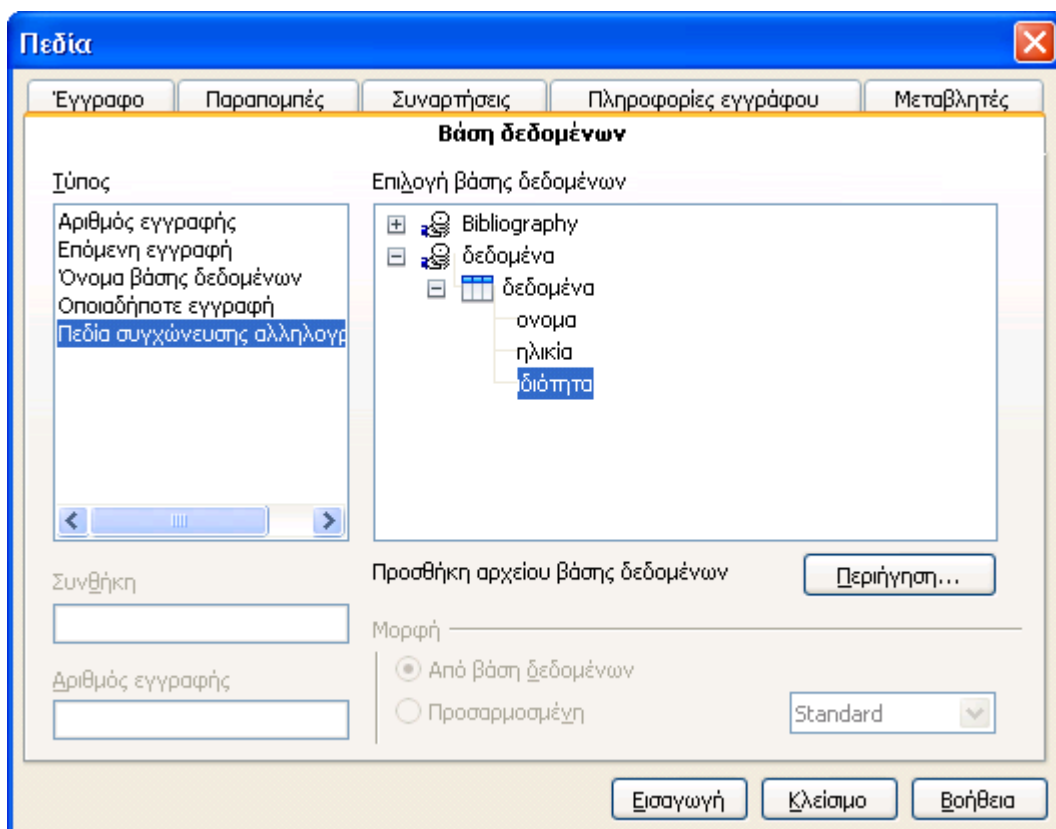 Πεδία
Έγγραφο Παραπομπές Συναρτήσεις Πληροφορίες εγγράφου Μεταβλητές
Βάση δεδομένων
Τύπος
Αριθμός εγγραφής
Επόμενη εγγραφή
Όνομα βάσης δεδομένων
Οποιαδήποτε εγγραφή
Πεδία συγχώνευσης αλληλογρ
Επιλογή βάσης δεδομένων
Bibliography
δεδομένα
δεδομένα
ονομα
ηλικία
ιδιότητα
Συνθήκη
Αριθμός εγγραφής
Προσθήκη αρχείου βάσης δεδομένων Περιήγηση...
Μορφή
Από βάση δεδομένων
Προσαρμοσμένη Standard
Εισαγωγή Κλείσιμο Βοήθεια